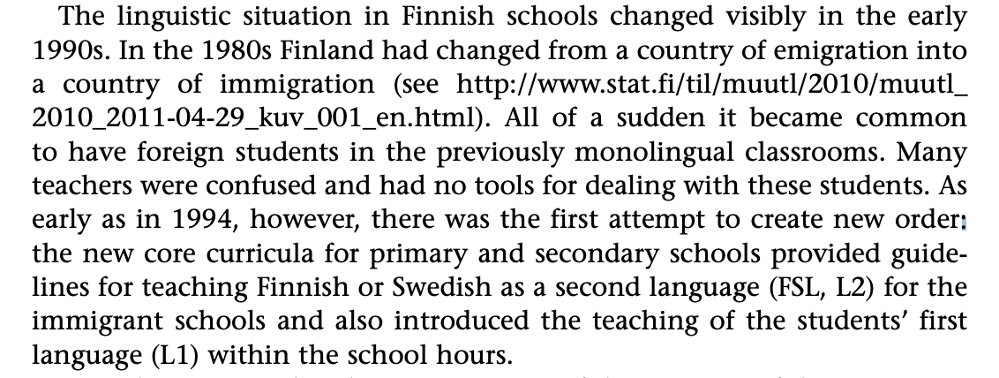 The linguistic situation in Finnish schools changed visibly in the early
1990s. In the 1980s Finland had changed from a country of emigration into
a country of immigration (see http://www.stat.fi/til/muutl/2010/muutl_
2010_2011-04-29_kuv_001_en.html). All of a sudden it became common
to have foreign students in the previously monolingual classrooms. Many
teachers were confused and had no tools for dealing with these students. As
early as in 1994, however, there was the first attempt to create new order:
the new core curricula for primary and secondary schools provided guide-
lines for teaching Finnish or Swedish as a second language (FSL, L2) for the
immigrant schools and also introduced the teaching of the students’ first
language (L1) within the school hours.